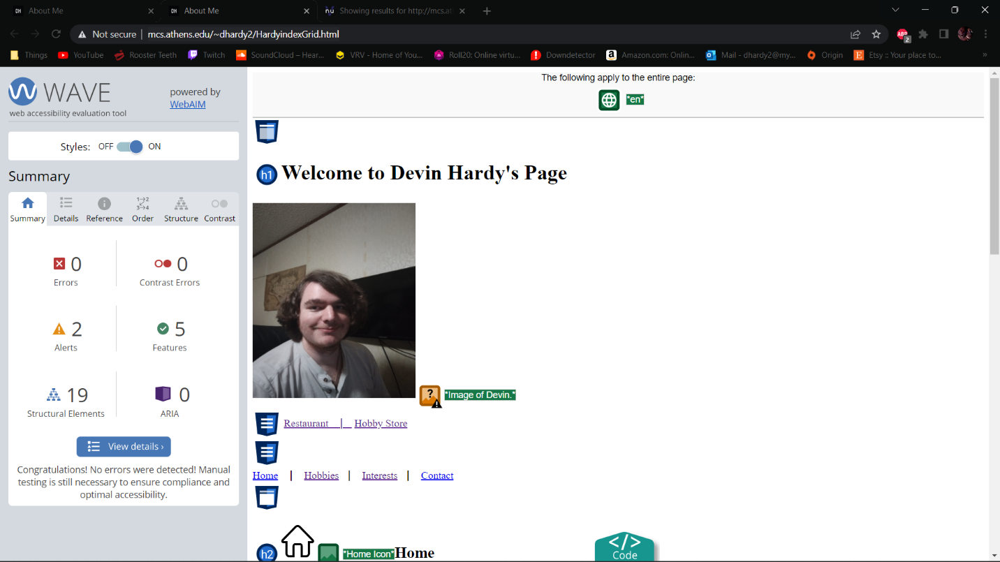 DH About Me
DH About Me
nu Showing results for http://mcs.at
Not secure | mcs.athens.edu/~dhardy2/HardyindexGrid.html
ABP 2
Things YouTube Rooster Teeth Twitch SoundCloud – Hear... VRV - Home of You... Roll20: Online virtu... Downdetector Amazon.com: Onlin... Mail - dhardy2@my... Origin Etsy :: Your place to... »
WAVE
web accessibility evaluation tool
powered by
WebAIM
Styles: OFF ON
Summary
Summary Details Reference Order Structure Contrast
0 Errors
0 Contrast Errors
2 Alerts
5 Features
19 Structural Elements
0 ARIA
View details ›
Congratulations! No errors were detected! Manual
testing is still necessary to ensure compliance and
optimal accessibility.
The following apply to the entire page:
*en*
h1 Welcome to Devin Hardy's Page
? *Image of Devin.*
Restaurant | Hobby Store
Home | Hobbies | Interests | Contact
h2 *Home Icon*Home
</>
Code